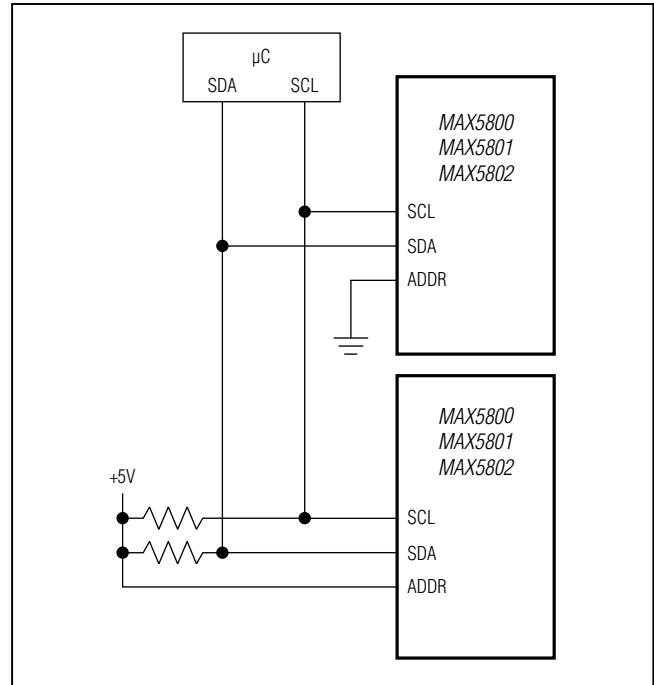 µC
SDA SCL
MAX5800
MAX5801
MAX5802
SCL
SDA
ADDR
MAX5800
MAX5801
MAX5802
+5V
SCL
SDA
ADDR